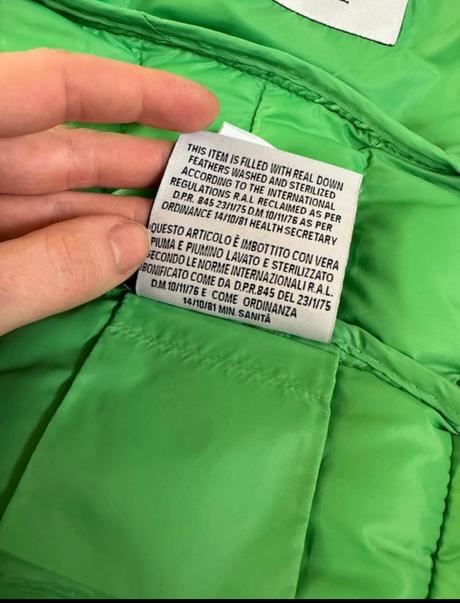 THIS ITEM IS FILLED WITH REAL DOWN
FEATHERS WASHED AND STERILIZED
ACCORDING TO THE INTERNATIONAL
REGULATIONS R.A.L RECLAIMED AS PER
D.P.R. 845 23/1/75 D.M 10/11/76 AS PER
ORDINANCE 14/10/81 HEALTH SECRETARY
QUESTO ARTICOLO È IMBOTTITO CON VERA
PIUMA E PIUMINO LAVATO E STERILIZZATO
SECONDO LE NORME INTERNAZIONALI R.A.L.
BONIFICATO COME DA D.P.R.845 DEL 23/1/75
D.M.10/11/76 E COME ORDINANZA
14/10/81 MIN. SANITÀ